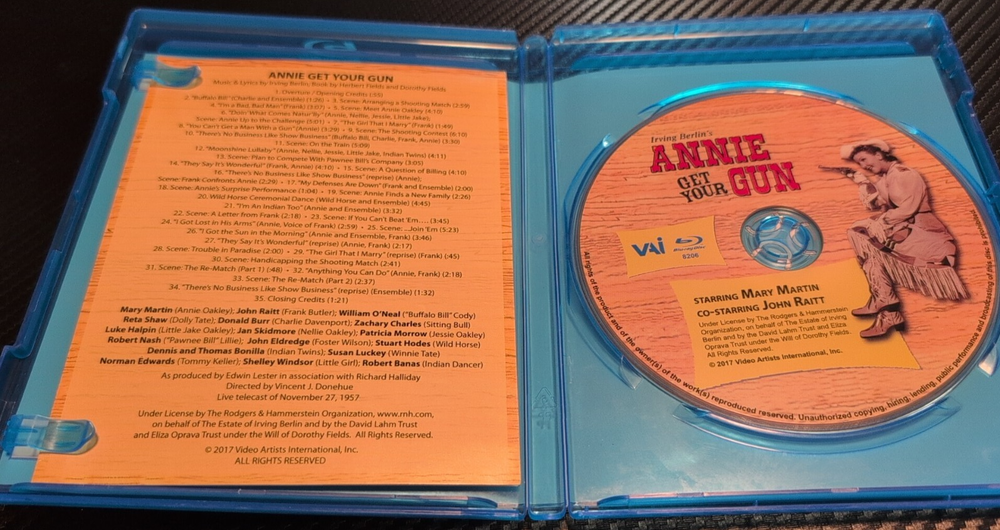 ANNIE GET YOUR GUN
Music & Lyrics by Irving Berlin; Book by Herbert Fields and Dorothy Fields
1. Overture / Opening Credits (:55)
2. "Buffalo Bill" (Charlie and Ensemble) (1:26) • 3. Scene: Arranging a Shooting Match (2:59)
4. "I'm a Bad, Bad Man" (Frank) (3:07) • 5. Scene: Meet Annie Oakley (4:10)
6. "Doin' What Comes Natur'lly" (Annie, Nellie, Jessie, Little Jake),
Scene: Annie Up to the Challenge (5:01) • 7. "The Girl That I Marry" (Frank) (1:49)
8. "You Can't Get a Man With a Gun" (Annie) (3:29) • 9. Scene: The Shooting Contest (6:10)
10. "There's No Business Like Show Business" (Buffalo Bill, Charlie, Frank, Annie) (3:30)
11. Scene: On the Train (5:09)
12. "Moonshine Lullaby" (Annie, Nellie, Jessie, Little Jake, Indian Twins) (4:11)
13. Scene: Plan to Compete With Pawnee Bill's Company (3:05)
14. "They Say It's Wonderful" (Frank, Annie) (4:10) • 15. Scene: A Question of Billing (4:10)
16. "There's No Business Like Show Business" (reprise) (Annie);
Scene: Frank Confronts Annie (2:29) • 17. "My Defenses Are Down" (Frank and Ensemble) (2:00)
18. Scene: Annie's Surprise Performance (1:04) • 19. Scene: Annie Finds a New Family (2:26)
20. Wild Horse Ceremonial Dance (Wild Horse and Ensemble) (4:45)
21. "I'm An Indian Too" (Annie and Ensemble) (3:32)
22. Scene: A Letter from Frank (2:18) • 23. Scene: If You Can't Beat 'Em.... (3:45)
24. "I Got Lost in His Arms" (Annie, Voice of Frank) (2:59) • 25. Scene: ..Join 'Em (5:23)
26. "I Got the Sun in the Morning" (Annie and Ensemble, Frank) (3:46)
27. "They Say It's Wonderful" (reprise) (Annie, Frank) (2:17)
28. Scene: Trouble in Paradise (2:00) • 29. "The Girl That I Marry" (reprise) (Frank) (:45)
30. Scene: Handicapping the Shooting Match (2:41)
31. Scene: The Re-Match (Part 1) (:48) • 32. "Anything You Can Do" (Annie, Frank) (2:18)
33. Scene: The Re-Match (Part 2) (2:37)
34. "There's No Business Like Show Business" (reprise) (Ensemble) (1:32)
35. Closing Credits (1:21)
Mary Martin (Annie Oakley); John Raitt (Frank Butler); William O'Neal ("Buffalo Bill" Cody)
Reta Shaw (Dolly Tate); Donald Burr (Charlie Davenport); Zachary Charles (Sitting Bull)
Luke Halpin (Little Jake Oakley); Jan Skidmore (Nellie Oakley); Patricia Morrow (Jessie Oakley)
Robert Nash ("Pawnee Bill" Lillie); John Eldredge (Foster Wilson); Stuart Hodes (Wild Horse)
Dennis and Thomas Bonilla (Indian Twins); Susan Luckey (Winnie Tate)
Norman Edwards (Tommy Keller); Shelley Windsor (Little Girl); Robert Banas (Indian Dancer)
As produced by Edwin Lester in association with Richard Halliday
Directed by Vincent J. Donehue
Live telecast of November 27, 1957
Under License by The Rodgers & Hammerstein Organization, www.rnh.com,
on behalf of The Estate of Irving Berlin and by the David Lahm Trust
and Eliza Oprava Trust under the Will of Dorothy Fields. All Rights Reserved.
© 2017 Video Artists International, Inc.
ALL RIGHTS RESERVED
Irving Berlin's
ANNIE
GET
YOUR GUN
VAI
8206
STARRING MARY MARTIN
CO-STARRING JOHN RAITT
Under License by The Rodgers & Hammerstein
Organization, on behalf of The Estate of Irving
Berlin and by the David Lahm Trust and Eliza
Oprava Trust under the Will of Dorothy Fields.
All Rights Reserved.
© 2017 Video Artists International, Inc.
of the work(s) reproduced reserved. Unauthorized copying, hiring, lending, public performance and broadcasting of this disc